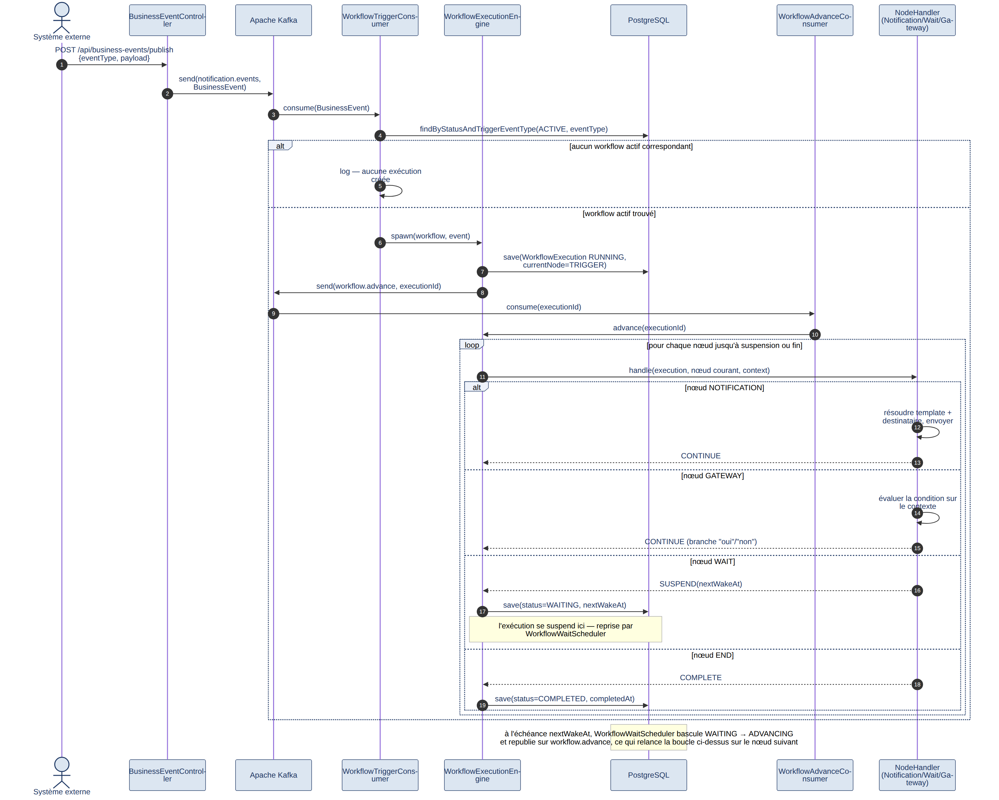 Système externe
BusinessEventControl-
ler
Apache Kafka
WorkflowTriggerCons-
umer
WorkflowExecutionEn-
gine
PostgreSQL
WorkflowAdvanceCo-
nsumer
NodeHandler
(Notification/Wait/Ga-
teway)
POST /api/business-events/publish
{eventType, payload}
1
send(notification.events,
BusinessEvent)
2
consume(BusinessEvent)
3
findByStatusAndTriggerEventType(ACTIVE, eventType)
4
alt
[aucun workflow actif correspondant]
log — aucune exécution
créée
5
[workflow actif trouvé]
spawn(workflow, event)
6
save(WorkflowExecution RUNNING,
currentNode=TRIGGER)
7
send(workflow.advance, executionId)
8
consume(executionId)
9
advance(executionId)
10
loop
[pour chaque nœud jusqu'à suspension ou fin]
handle(execution, nœud courant, context)
11
alt
[nœud NOTIFICATION]
résoudre template +
destinataire, envoyer
12
CONTINUE
13
[nœud GATEWAY]
évaluer la condition sur
le contexte
14
CONTINUE (branche "oui"/"non")
15
[nœud WAIT]
SUSPEND(nextWakeAt)
16
save(status=WAITING, nextWakeAt)
17
l'exécution se suspend ici — reprise par
WorkflowWaitScheduler
[nœud END]
COMPLETE
18
save(status=COMPLETED, completedAt)
19
à l'échéance nextWakeAt, WorkflowWaitScheduler bascule WAITING → ADVANCING
et republie sur workflow.advance, ce qui relance la boucle ci-dessus sur le nœud suivant
Système externe
BusinessEventControl-
ler
Apache Kafka
WorkflowTriggerCons-
umer
WorkflowExecutionEn-
gine
PostgreSQL
WorkflowAdvanceCo-
nsumer
NodeHandler
(Notification/Wait/Ga-
teway)